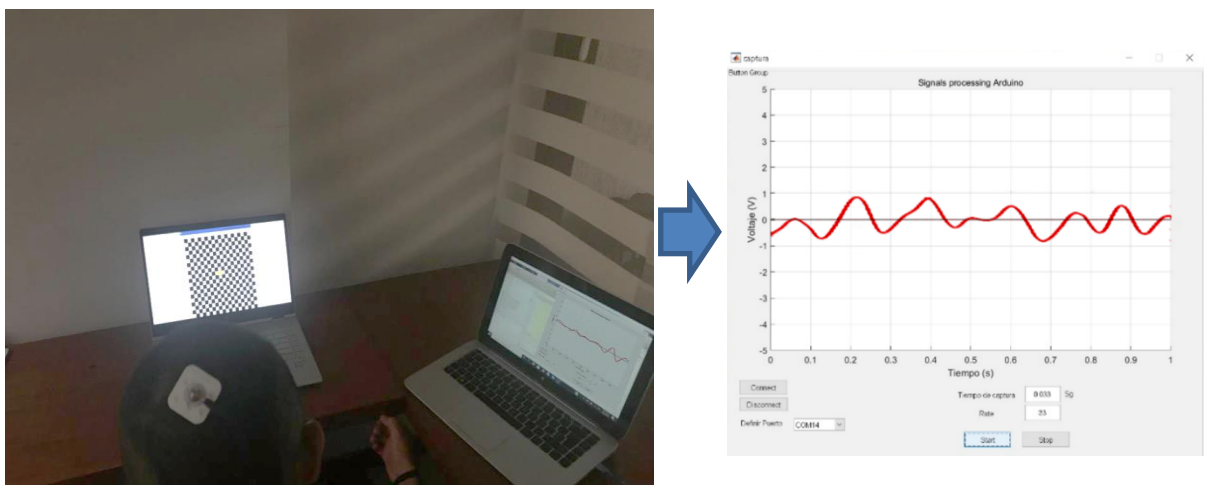 captura
Button Group
Signals processing Arduino
5
4
3
2
1
0
-1
-2
-3
-4
-5
Voltaje (V)
0 0.1 0.2 0.3 0.4 0.5 0.6 0.7 0.8 0.9 1
Tiempo (s)
Connect
Disconnect
Definir Puerto COM14
Tiempo de captura 0.033 Sg
Rate 23
Start Stop